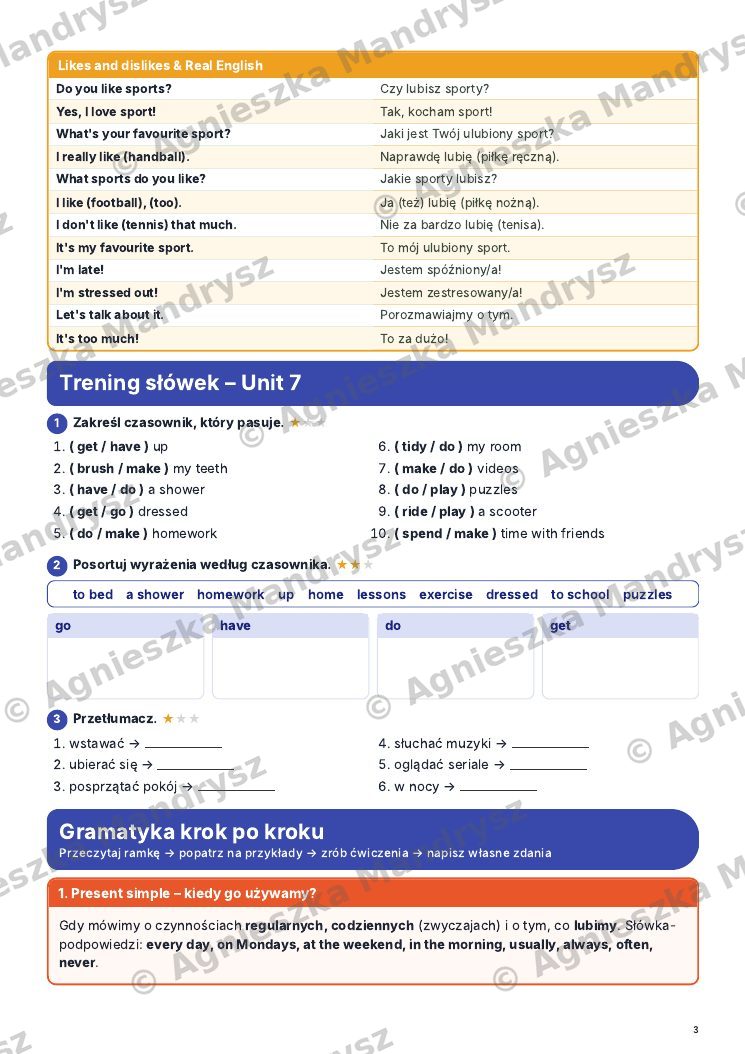 Likes and dislikes & Real English
Do you like sports? Czy lubisz sporty?
Yes, I love sport! Tak, kocham sport!
What's your favourite sport? Jaki jest Twój ulubiony sport?
I really like (handball). Naprawdę lubię (piłkę ręczną).
What sports do you like? Jakie sporty lubisz?
I like (football), (too). Ja (też) lubię (piłkę nożną).
I don't like (tennis) that much. Nie za bardzo lubię (tenisa).
It's my favourite sport. To mój ulubiony sport.
I'm late! Jestem spóźniony/a!
I'm stressed out! Jestem zestresowany/a!
Let's talk about it. Porozmawiajmy o tym.
It's too much! To za dużo!
Trening słówek – Unit 7
1 Zakreśl czasownik, który pasuje. ★★★
1. ( get / have ) up
2. ( brush / make ) my teeth
3. ( have / do ) a shower
4. ( get / go ) dressed
5. ( do / make ) homework
6. ( tidy / do ) my room
7. ( make / do ) videos
8. ( do / play ) puzzles
9. ( ride / play ) a scooter
10. ( spend / make ) time with friends
2 Posortuj wyrażenia według czasownika. ★★★
to bed a shower homework up home lessons exercise dressed to school puzzles
go have do get
3 Przetłumacz. ★★★
1. wstawać →
2. ubierać się →
3. posprzątać pokój →
4. słuchać muzyki →
5. oglądać seriale →
6. w nocy →
Gramatyka krok po kroku
Przeczytaj ramkę → popatrz na przykłady → zrób ćwiczenia → napisz własne zdania
1. Present simple – kiedy go używamy?
Gdy mówimy o czynnościach regularnych, codziennych (zwyczajach) i o tym, co lubimy. Słówka-
podpowiedzi: every day, on Mondays, at the weekend, in the morning, usually, always, often,
never.
3
© Agnieszka Mandrysz